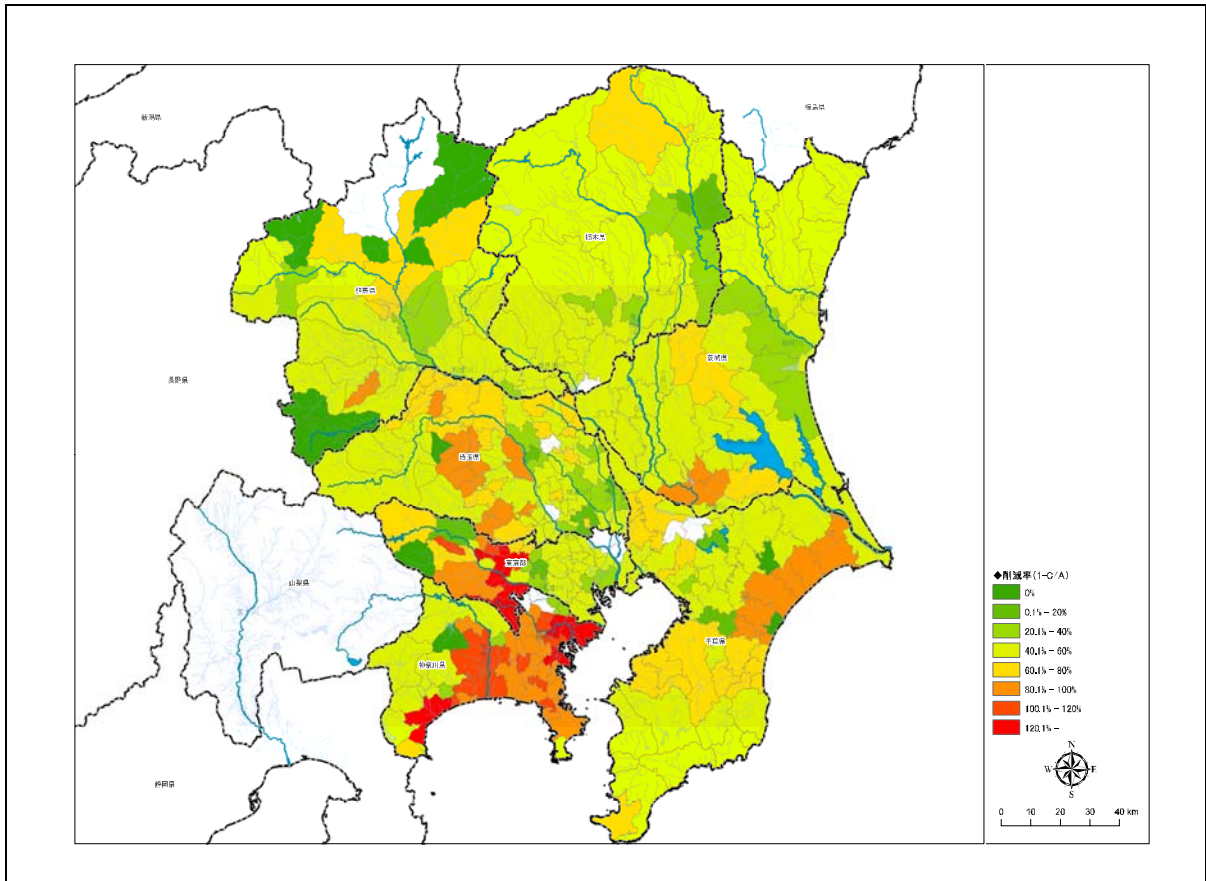 新潟県
福島県
栃木県
群馬県
茨城県
長野県
埼玉県
東京都
山梨県
千葉県
神奈川県
静岡県
◆削減率(1-C/A)
0%
0.1% - 20%
20.1% - 40%
40.1% - 60%
60.1% - 80%
80.1% - 100%
100.1% - 120%
120.1% -
N
W E
S
0 10 20 30 40 km